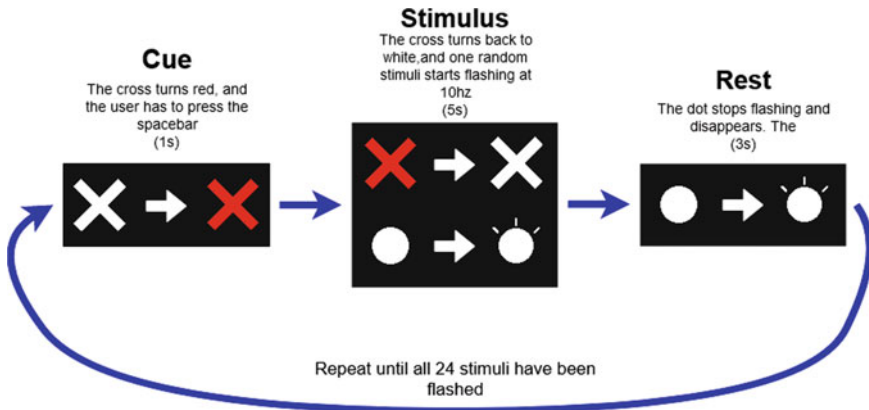 Cue
The cross turns red, and
the user has to press the
spacebar
(1s)
Stimulus
The cross turns back to
white,and one random
stimuli starts flashing at
10hz
(5s)
Rest
The dot stops flashing and
disappears. The
(3s)
Repeat until all 24 stimuli have been
flashed